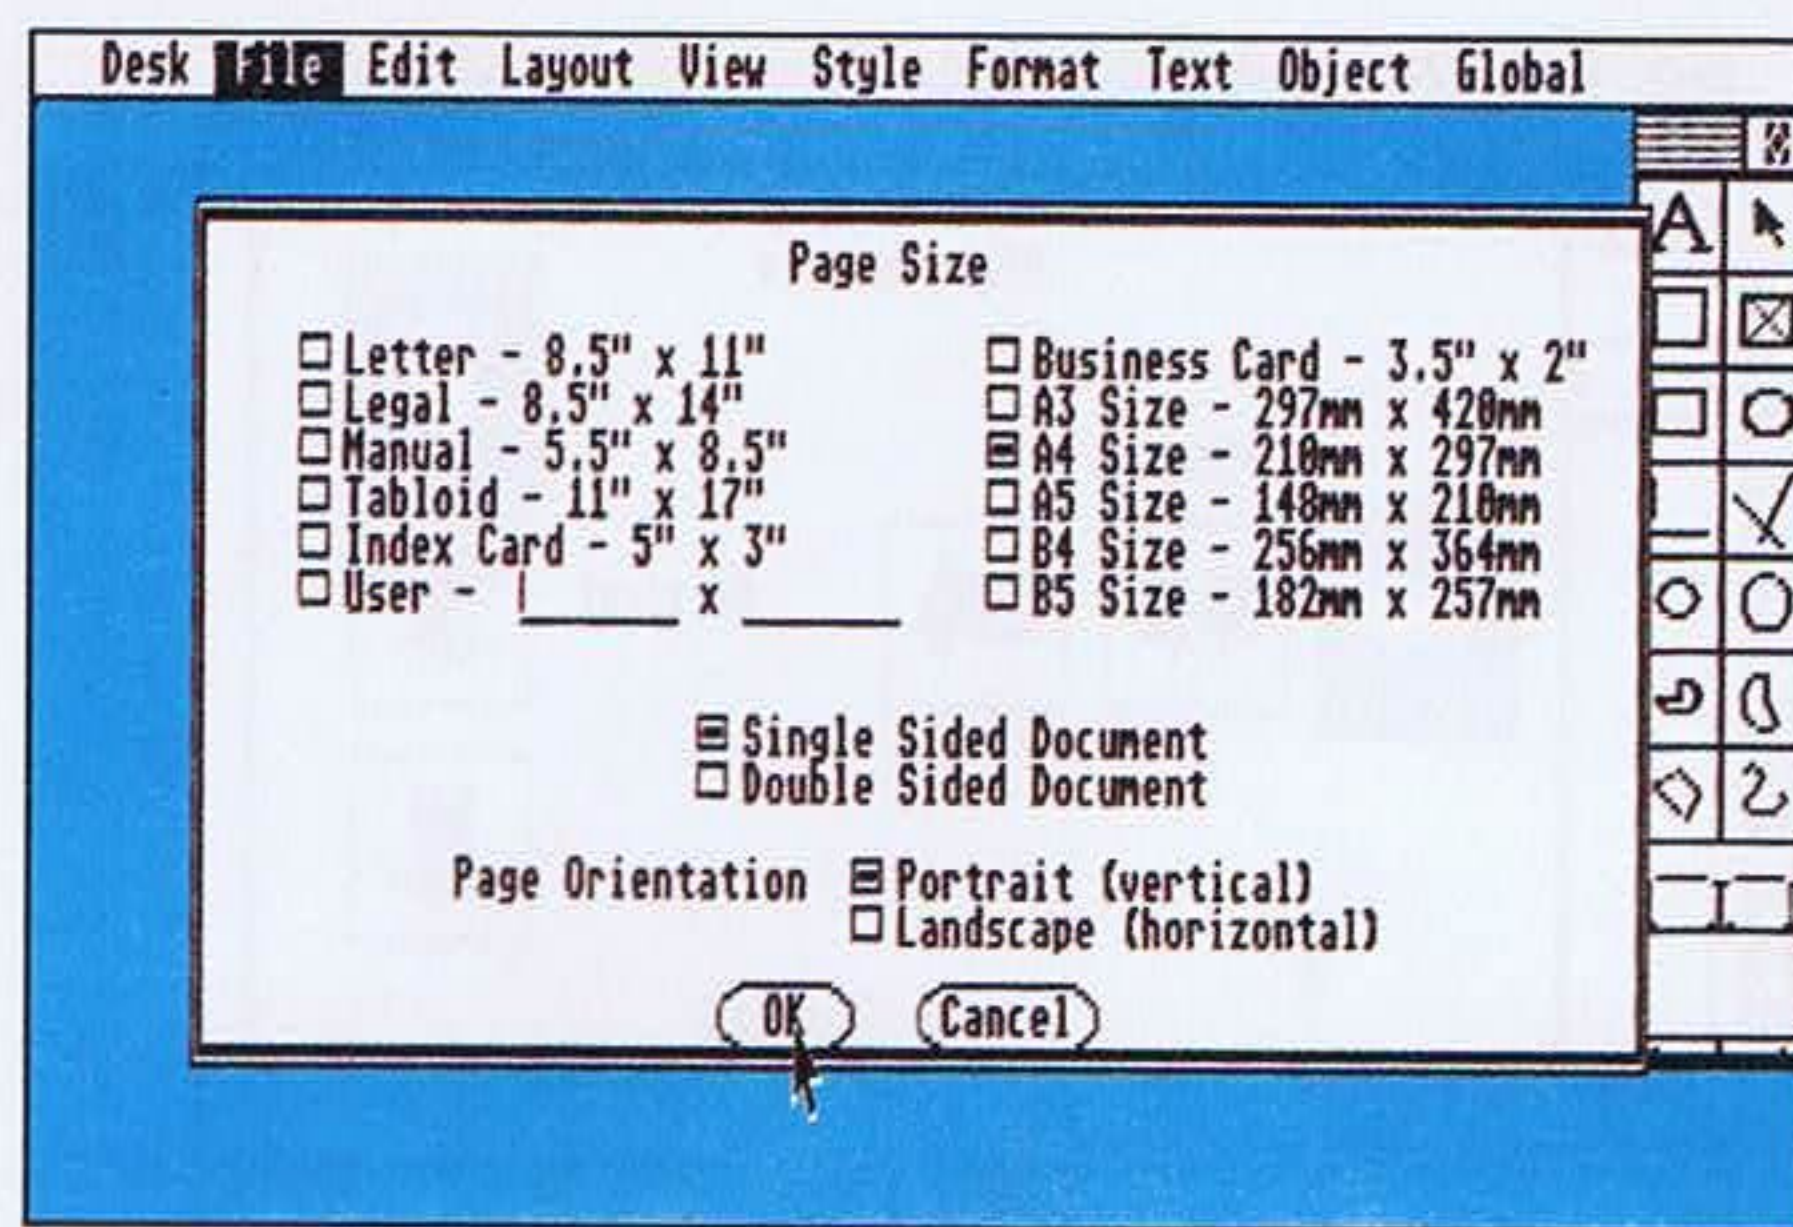 Desk File Edit Layout View Style Format Text Object Global
Page Size
Letter - 8.5" x 11"
Legal - 8.5" x 14"
Manual - 5.5" x 8.5"
Tabloid - 11" x 17"
Index Card - 5" x 3"
User - ______ x ______
Business Card - 3.5" x 2"
A3 Size - 297mm x 420mm
A4 Size - 210mm x 297mm
A5 Size - 148mm x 210mm
B4 Size - 256mm x 364mm
B5 Size - 182mm x 257mm
Single Sided Document
Double Sided Document
Page Orientation Portrait (vertical)
Landscape (horizontal)
OK Cancel
A